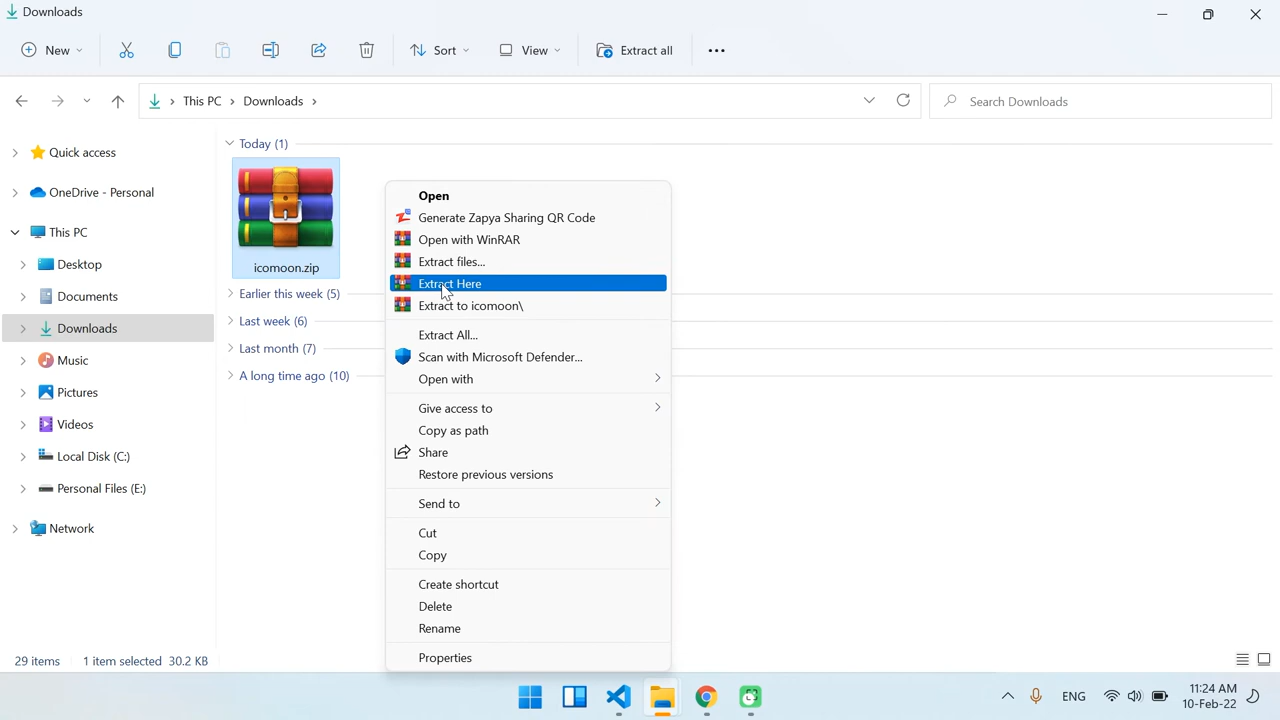 Downloads
New
Sort
View
Extract all
This PC
Downloads
Search Downloads
Quick access
OneDrive - Personal
This PC
Desktop
Documents
Downloads
Music
Pictures
Videos
Local Disk (C:)
Personal Files (E:)
Network
Today (1)
icomoon.zip
Earlier this week (5)
Last week (6)
Last month (7)
A long time ago (10)
Open
Generate Zapya Sharing QR Code
Open with WinRAR
Extract files...
Extract Here
Extract to icomoon\
Extract All...
Scan with Microsoft Defender...
Open with
Give access to
Copy as path
Share
Restore previous versions
Send to
Cut
Copy
Create shortcut
Delete
Rename
Properties
29 items 1 item selected 30.2 KB
ENG
11:24 AM
10-Feb-22